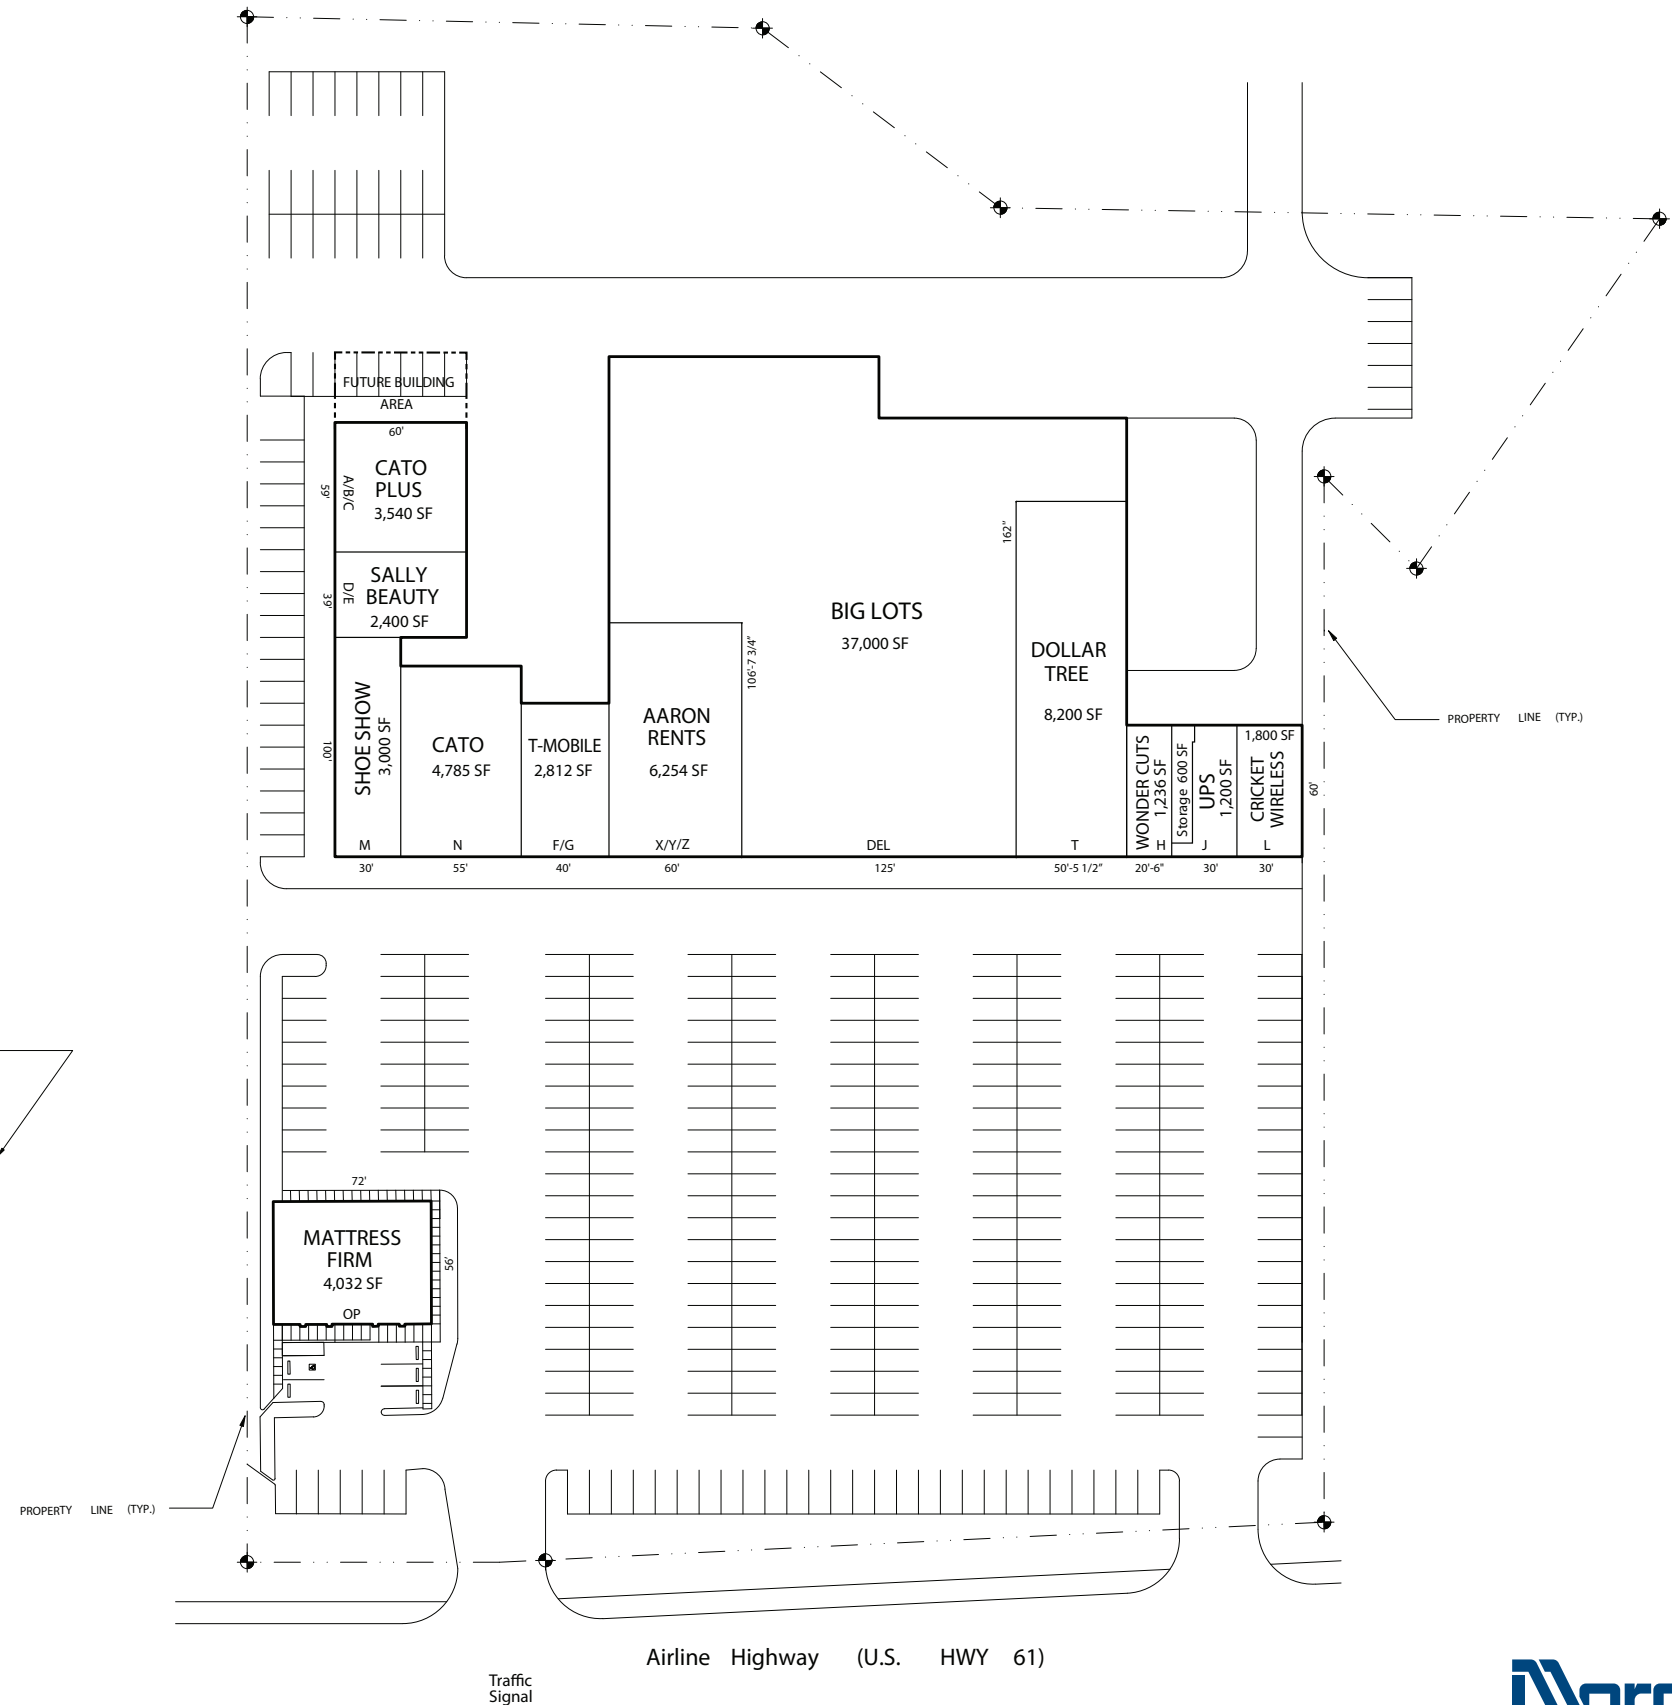 FUTURE BUILDING
AREA
60'
CATO
PLUS
3,540 SF
A/B/C
59'
SALLY
BEAUTY
2,400 SF
D/E
39'
SHOE SHOW
3,000 SF
100'
M
30'
CATO
4,785 SF
N
55'
T-MOBILE
2,812 SF
F/G
40'
AARON
RENTS
6,254 SF
X/Y/Z
60'
106'-7 3/4"
BIG LOTS
37,000 SF
DEL
125'
162"
DOLLAR
TREE
8,200 SF
T
50'-5 1/2"
WONDER CUTS
1,236 SF
H
20'-6"
Storage 600 SF
UPS
1,200 SF
J
30'
1,800 SF
CRICKET
WIRELESS
L
30'
60'
PROPERTY LINE (TYP.)
72'
MATTRESS
FIRM
4,032 SF
OP
56'
PROPERTY LINE (TYP.)
Airline Highway (U.S. HWY 61)
Traffic
Signal